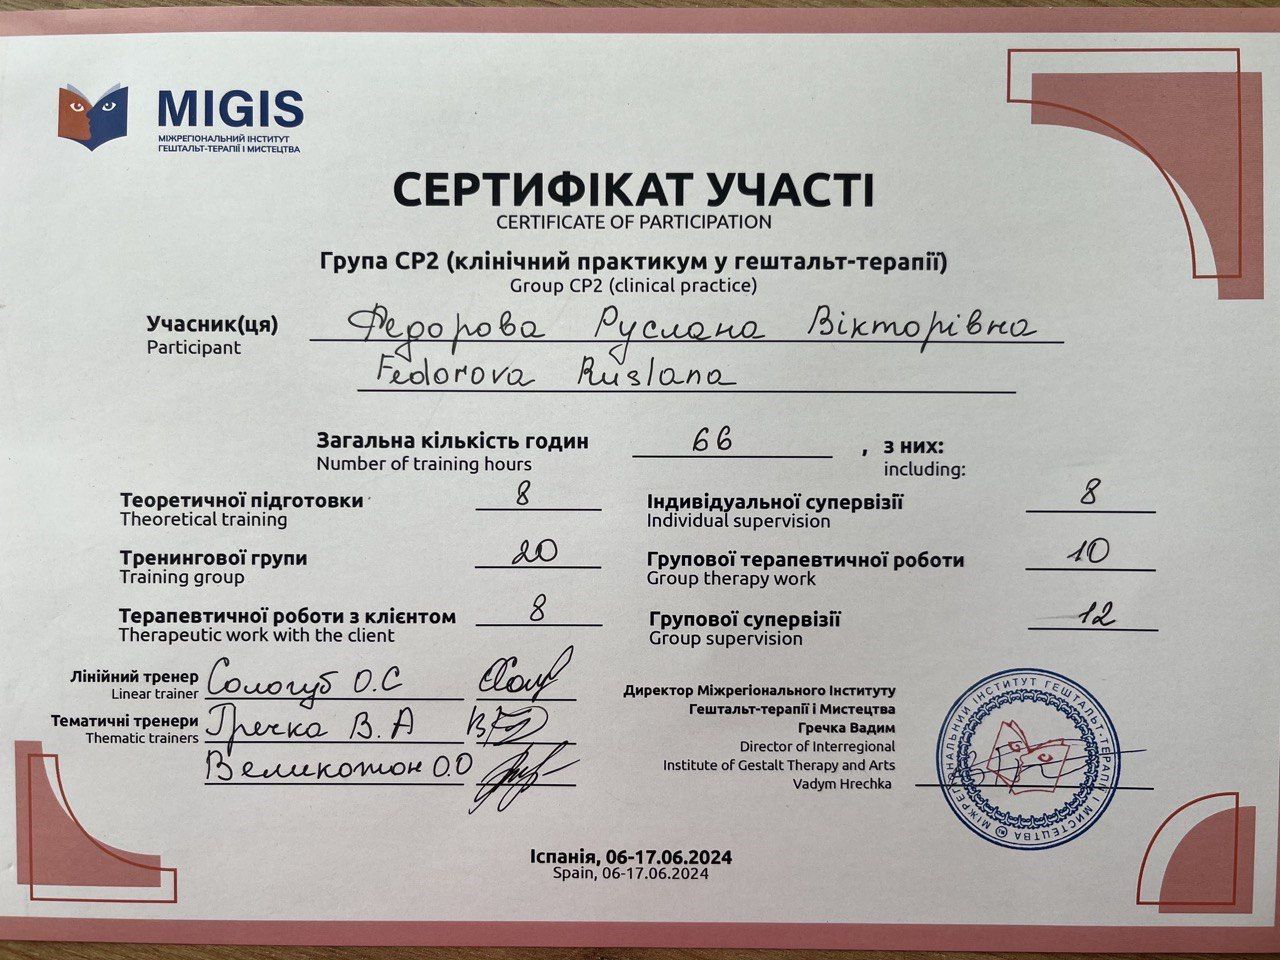 MIGIS
МІЖРЕГІОНАЛЬНИЙ ІНСТИТУТ
ГЕШТАЛЬТ-ТЕРАПІЇ І МИСТЕЦТВА
СЕРТИФІКАТ УЧАСТІ
CERTIFICATE OF PARTICIPATION
Група СР2 (клінічний практикум у гештальт-терапії)
Group CP2 (clinical practice)
Учасник(ця) Федорова Руслана Вікторівна
Participant
Fedorova Ruslana
Загальна кількість годин 66 , з них:
Number of training hours including:
Теоретичної підготовки 8
Theoretical training
Індивідуальної супервізії 8
Individual supervision
Тренингової групи 20
Training group
Групової терапевтичної роботи 10
Group therapy work
Терапевтичної роботи з клієнтом 8
Therapeutic work with the client
Групової супервізії 12
Group supervision
Лінійний тренер Сологуб О.С
Linear trainer
Тематичні тренери Гречка В.А
Thematic trainers
О.О
Директор Міжрегіонального Інституту
Гештальт-терапії і Мистецтва
Гречка Вадим
Director of Interregional
Institute of Gestalt Therapy and Arts
Vadym Hrechka
МІЖРЕГІОНАЛЬНИЙ ІНСТИТУТ ГЕШТАЛЬТ-ТЕРАПІЇ І МИСТЕЦТВА
Іспанія, 06-17.06.2024
Spain, 06-17.06.2024